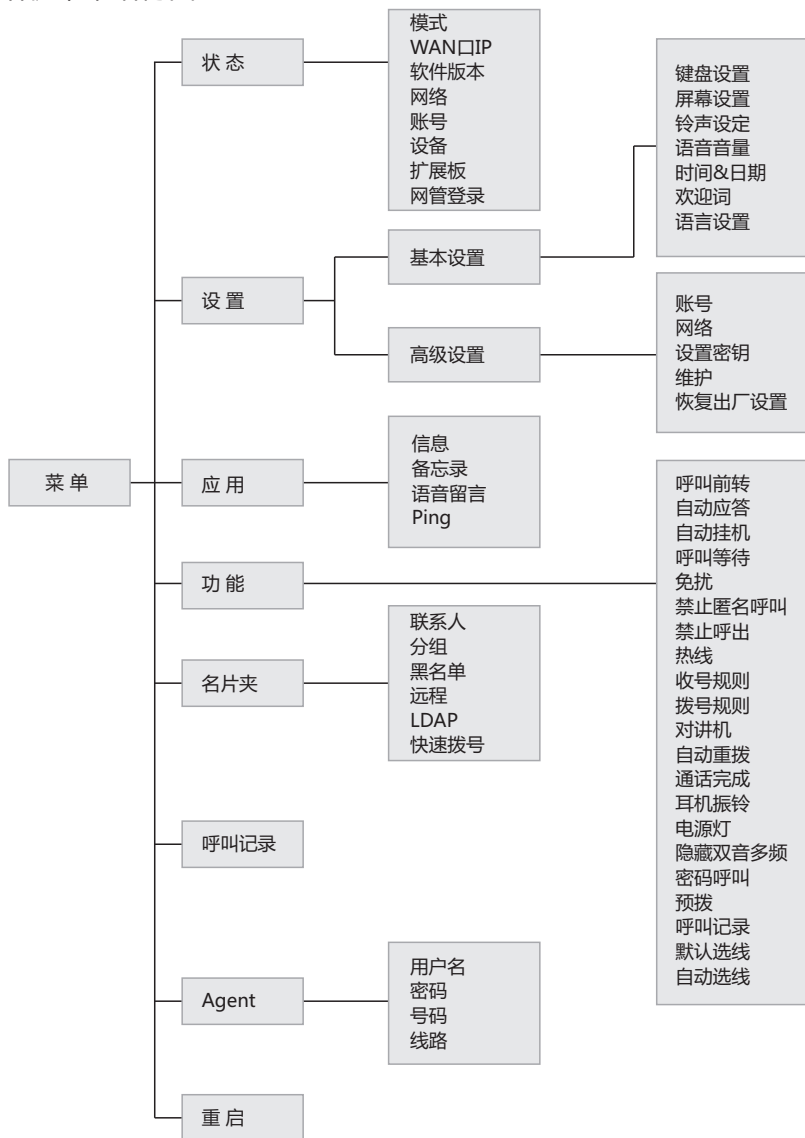 菜 单
状 态
模式
WAN口IP
软件版本
网络
账号
设备
扩展板
网管登录
设 置
基本设置
键盘设置
屏幕设置
铃声设定
语音音量
时间&日期
欢迎词
语言设置
高级设置
账号
网络
设置密钥
维护
恢复出厂设置
应 用
信息
备忘录
语音留言
Ping
功 能
呼叫前转
自动应答
自动挂机
呼叫等待
免扰
禁止匿名呼叫
禁止呼出
热线
收号规则
拨号规则
对讲机
自动重拨
通话完成
耳机振铃
电源灯
隐藏双音多频
密码呼叫
预拨
呼叫记录
默认选线
自动选线
名片夹
联系人
分组
黑名单
远程
LDAP
快速拨号
呼叫记录
Agent
用户名
密码
号码
线路
重 启